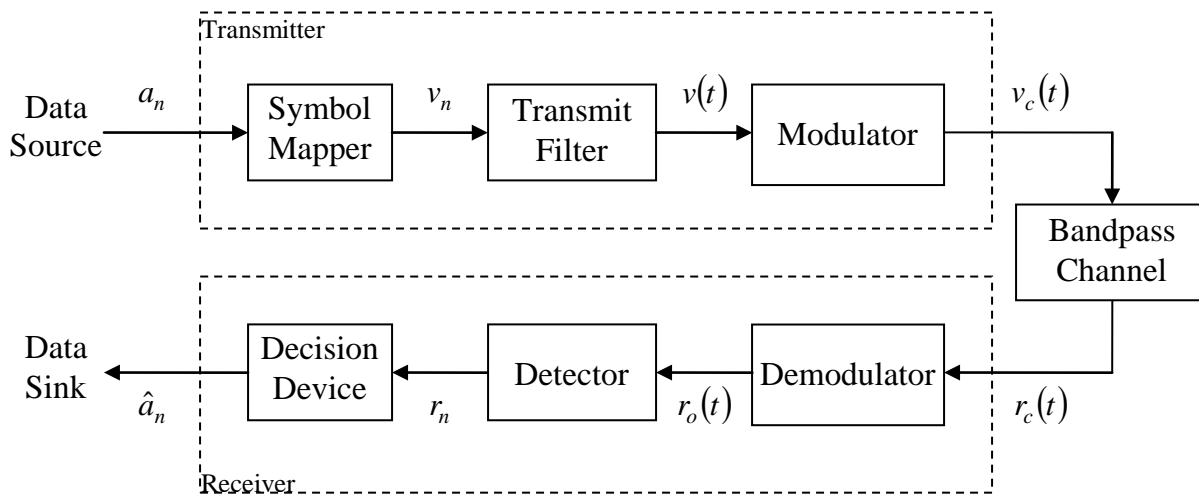 Transmitter
Data
Source
a_n
Symbol
Mapper
v_n
Transmit
Filter
v(t)
Modulator
v_c(t)
Bandpass
Channel
r_c(t)
Demodulator
r_o(t)
Detector
r_n
Decision
Device
â_n
Data
Sink
Receiver